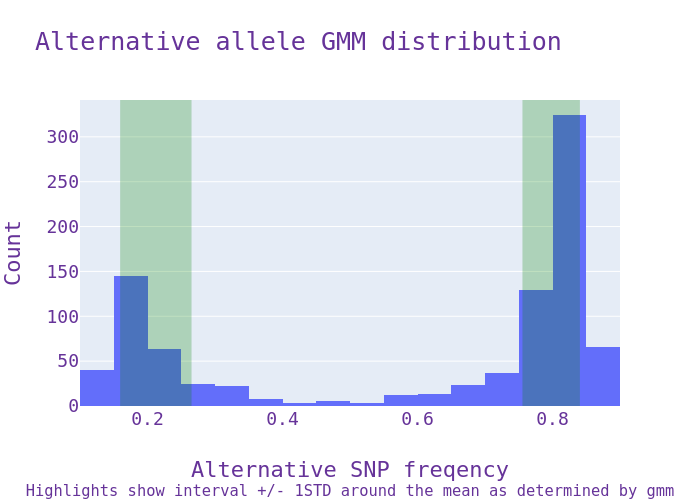 Alternative allele GMM distribution
Count
300
250
200
150
100
50
0
0.2 0.4 0.6 0.8
Alternative SNP freqency
Highlights show interval +/- 1STD around the mean as determined by gmm